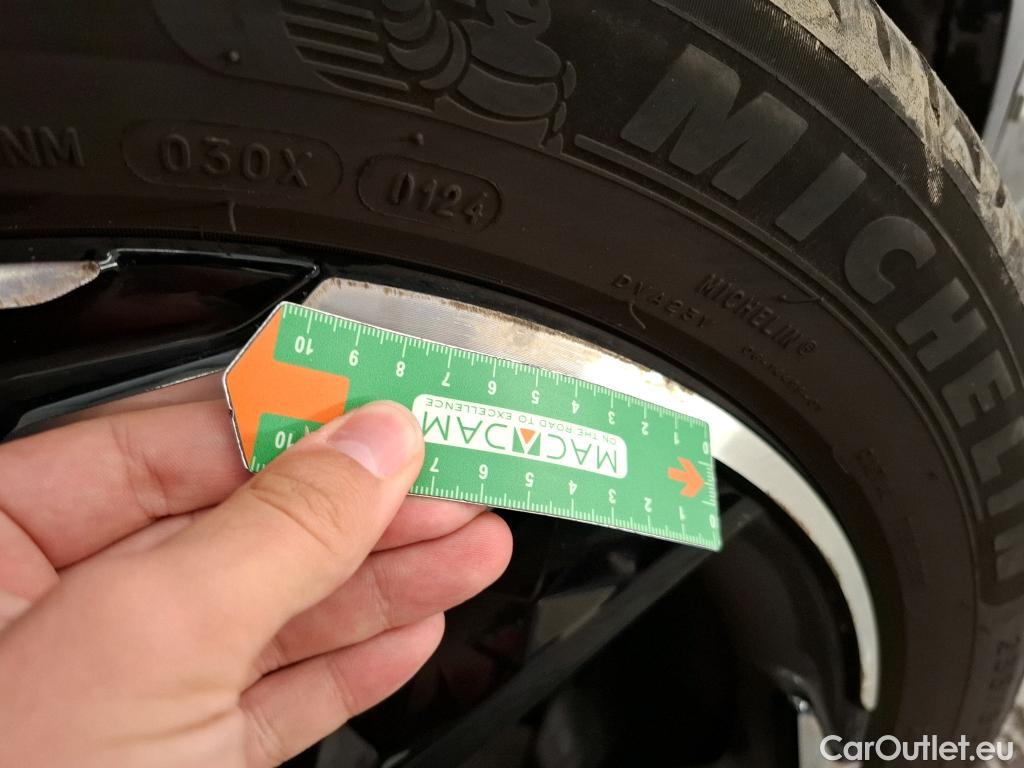 NM
030X
0124
MICHELIN
MICHELIN®
10 9 8 7 6 5 4 3 2 1 0
MACADAM
ON THE ROAD TO EXCELLENCE
10 7 6 5 4 3 2 1 0
CarOutlet.eu